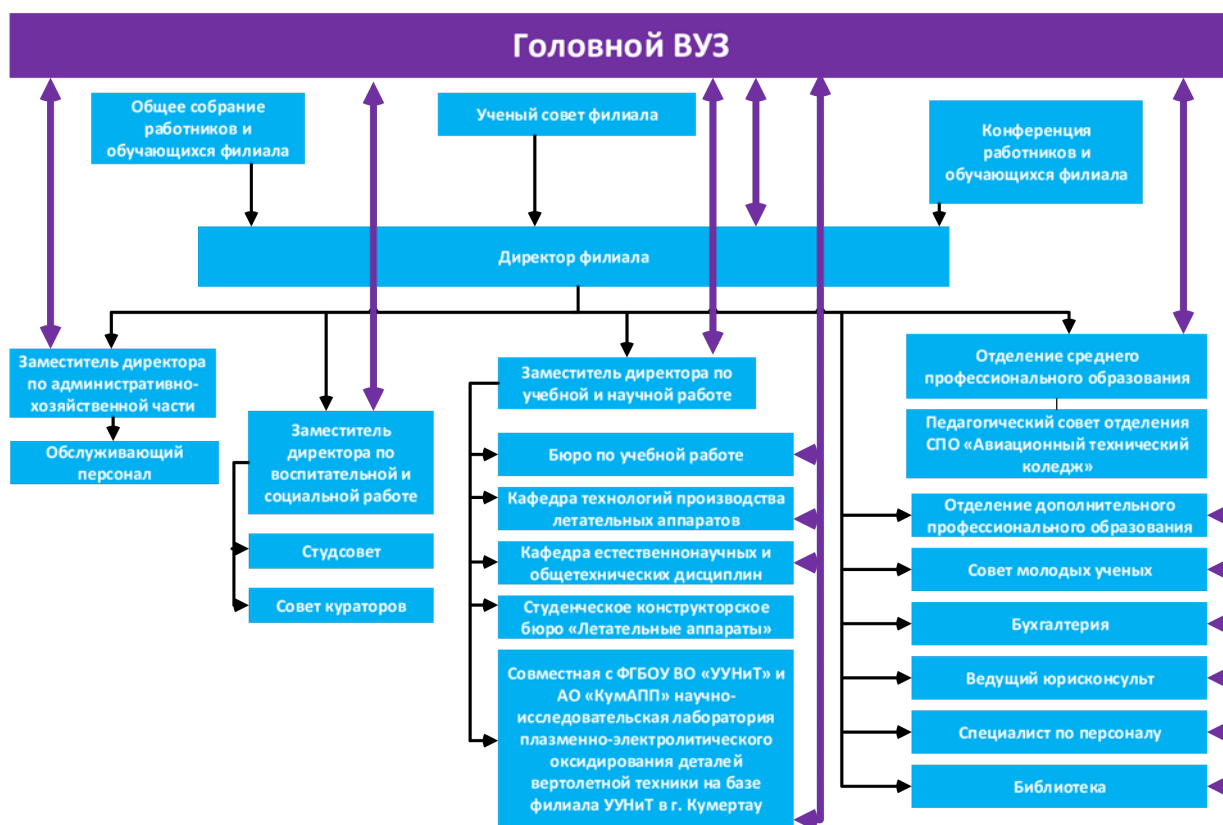 Головной ВУЗ
Общее собрание
работников и
обучающихся филиала
Ученый совет филиала
Конференция
работников и
обучающихся филиала
Директор филиала
Заместитель директора
по административно-
хозяйственной части
Обслуживающий
персонал
Заместитель
директора по
воспитательной и
социальной работе
Студсовет
Совет кураторов
Заместитель директора по
учебной и научной работе
Бюро по учебной работе
Кафедра технологий производства
летательных аппаратов
Кафедра естественнонаучных и
общетехнических дисциплин
Студенческое конструкторское
бюро «Летательные аппараты»
Совместная с ФГБОУ ВО «УУНиТ» и
АО «КумАПП» научно-
исследовательская лаборатория
плазменно-электролитического
оксидирования деталей
вертолетной техники на базе
филиала УУНиТ в г. Кумертау
Отделение среднего
профессионального образования
Педагогический совет отделения
СПО «Авиационный технический
коледж»
Отделение дополнительного
профессионального образования
Совет молодых ученых
Бухгалтерия
Ведущий юрисконсульт
Специалист по персоналу
Библиотека